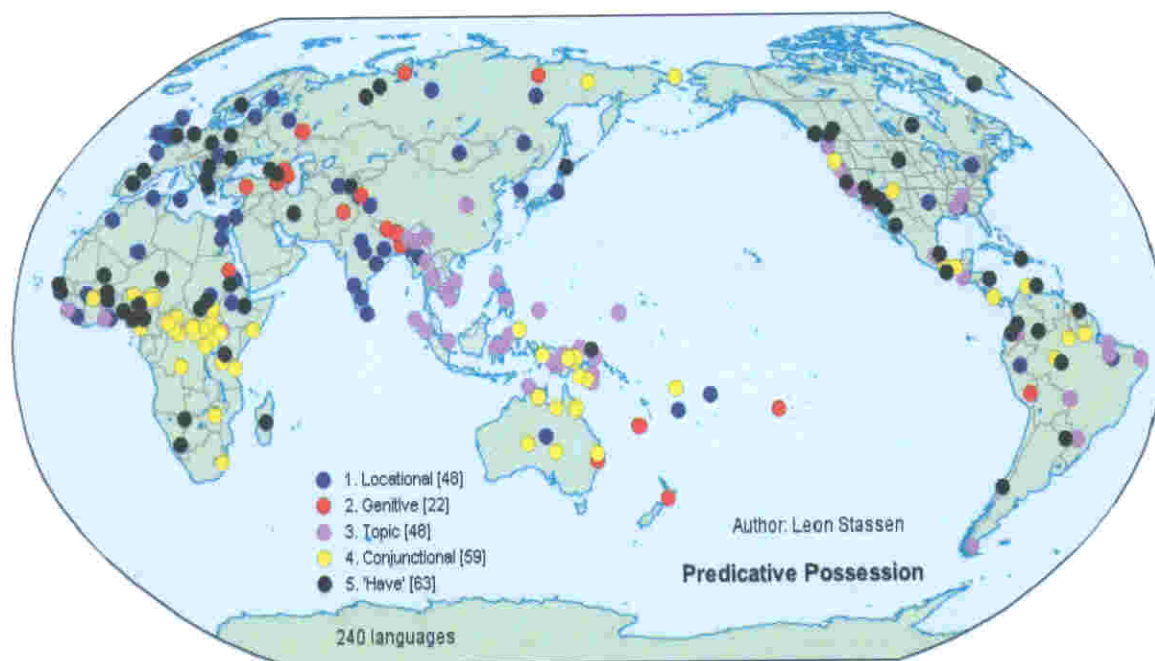 1. Locational [48]
2. Genitive [22]
3. Topic [48]
4. Conjunctional [59]
5. 'Have' [63]
Author: Leon Stassen
Predicative Possession
240 languages